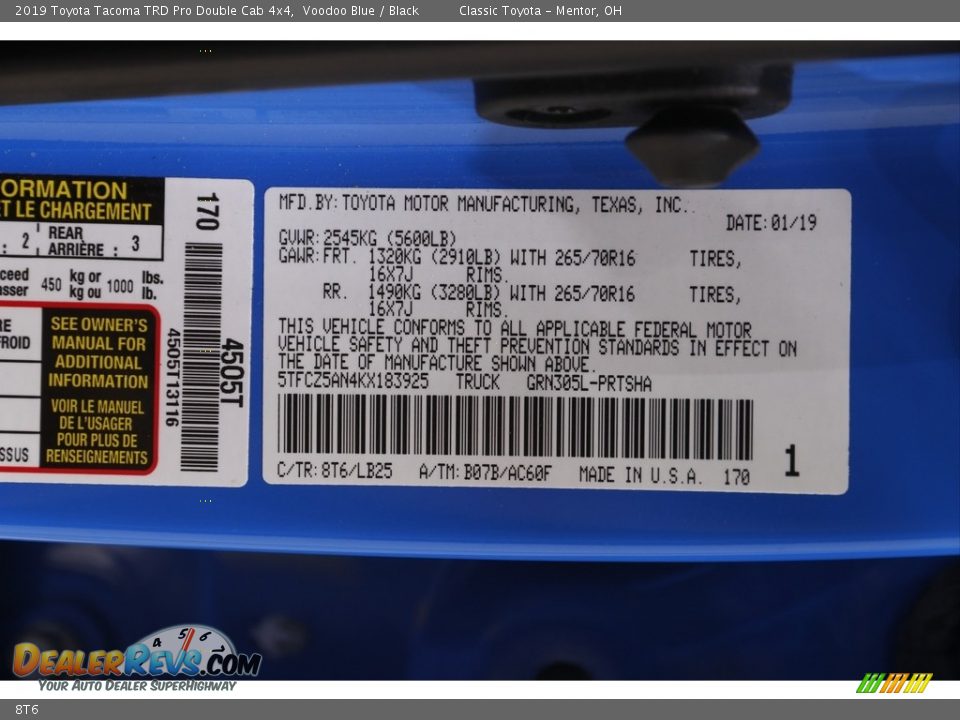 2019 Toyota Tacoma TRD Pro Double Cab 4x4, Voodoo Blue / Black Classic Toyota – Mentor, OH
ORMATION
ET LE CHARGEMENT
: 2 REAR ARRIÈRE : 3
450 kg or kg ou 1000 lbs. lb.
SEE OWNER'S
MANUAL FOR
ADDITIONAL
INFORMATION
VOIR LE MANUEL
DE L'USAGER
POUR PLUS DE
RENSEIGNEMENTS
170
4505T13116
4505T
MFD.BY:TOYOTA MOTOR MANUFACTURING, TEXAS, INC.
DATE:01/19
GVWR:2545KG (5600LB)
GAWR:FRT. 1320KG (2910LB) WITH 265/70R16 TIRES,
16X7J RIMS.
RR. 1490KG (3280LB) WITH 265/70R16 TIRES,
16X7J RIMS.
THIS VEHICLE CONFORMS TO ALL APPLICABLE FEDERAL MOTOR
VEHICLE SAFETY AND THEFT PREVENTION STANDARDS IN EFFECT ON
THE DATE OF MANUFACTURE SHOWN ABOVE.
5TFCZ5AN4KX183925 TRUCK GRN305L-PRTSHA
C/TR:8T6/LB25 A/TM:B07B/AC60F MADE IN U.S.A. 170
1
4 5 6 7
DealerRevs.com
Your Auto Dealer SuperHighway
8T6